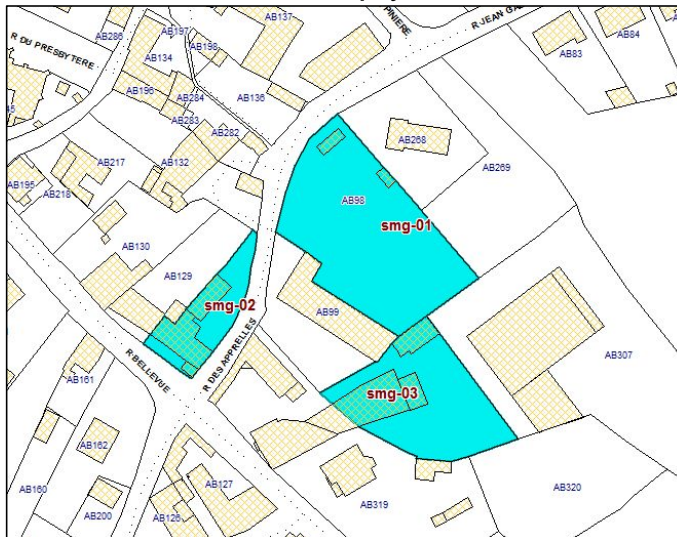 AB137
PINIERE
R JEAN GA
AB286
AB197
AB198
AB84
AB83
R DU PRESBYTERE
AB134
AB196
AB284
AB136
AB283
AB282
AB268
AB217
AB132
AB269
AB195
AB218
AB98
smg-01
AB130
AB129
smg-02
AB99
R DES APPRELLES
AB307
R BELLEVUE
AB161
smg-03
AB162
AB127
AB160
AB200
AB126
AB319
AB320